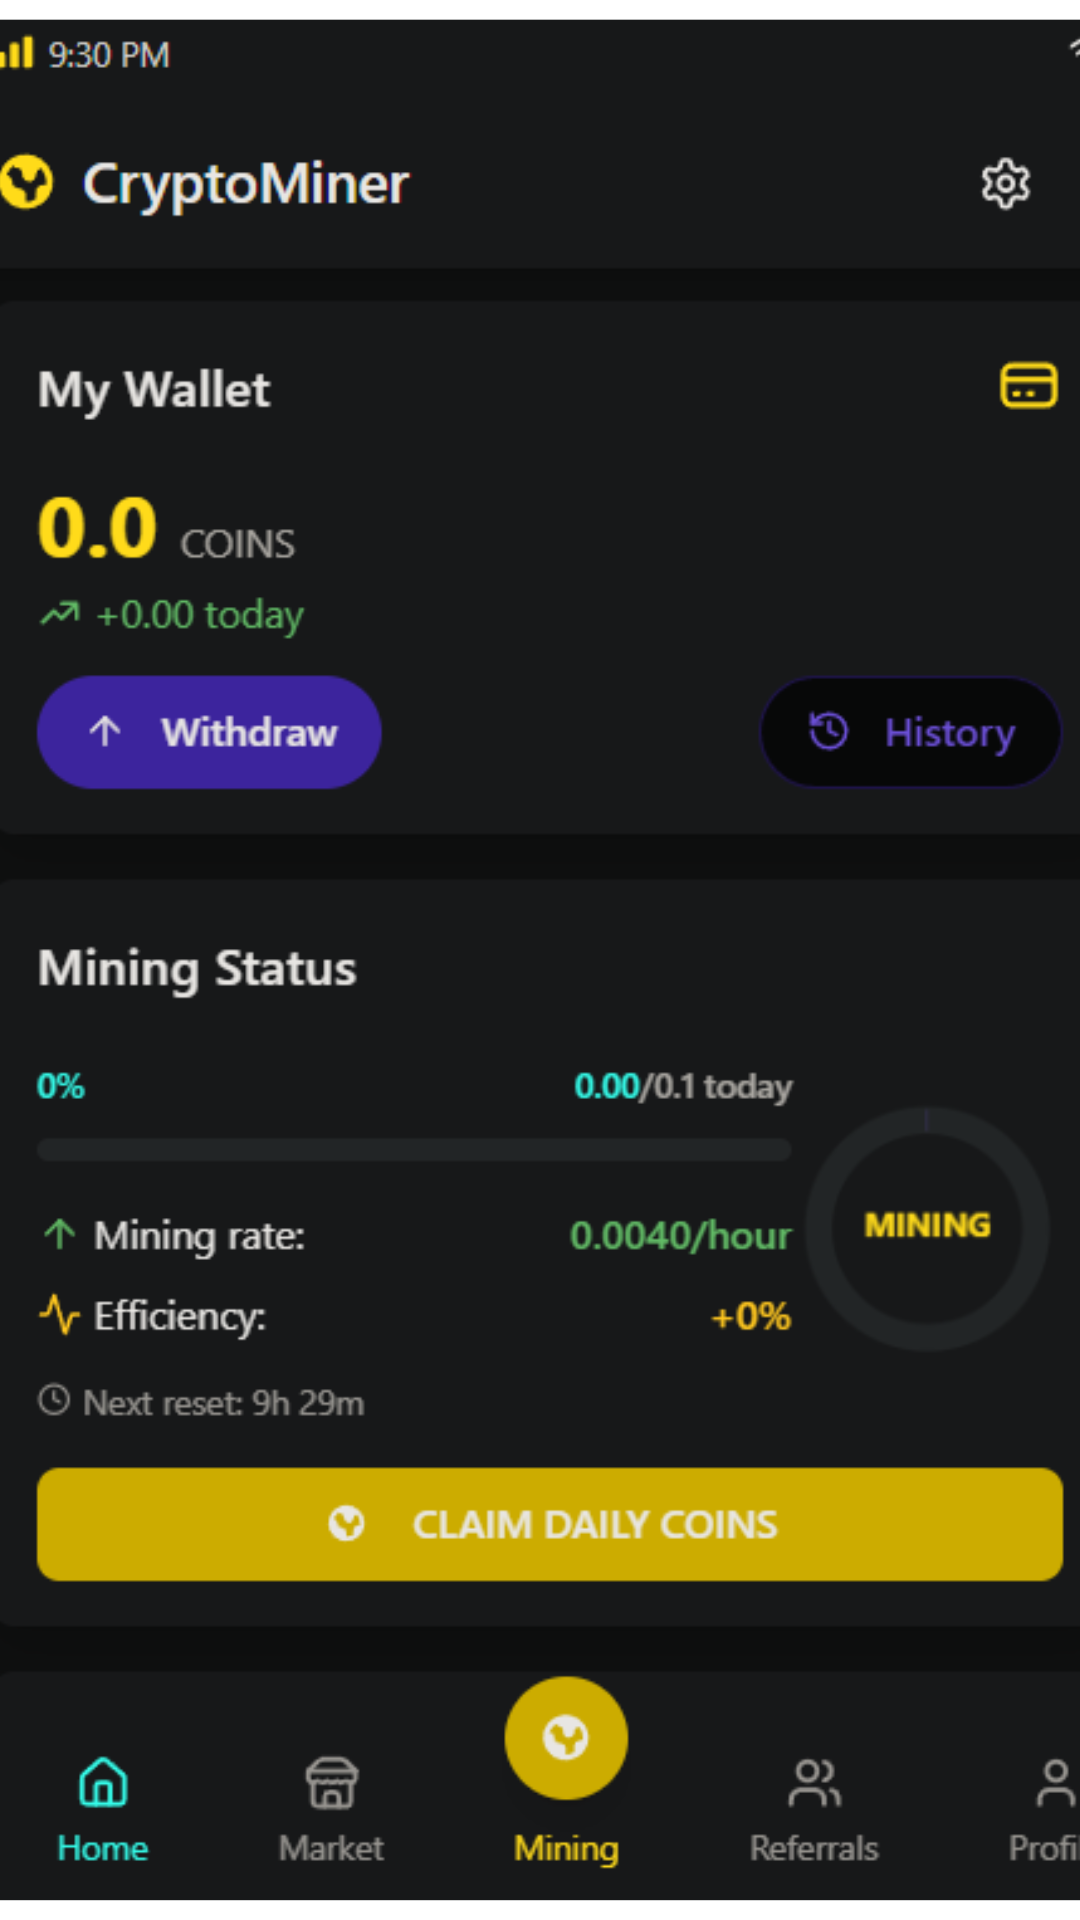 9:30 PM
CryptoMiner
My Wallet
0.0 COINS
+0.00 today
Withdraw
History
Mining Status
0% 0.00/0.1 today
Mining rate: 0.0040/hour
MINING
Efficiency: +0%
Next reset: 9h 29m
CLAIM DAILY COINS
Home Market Mining Referrals Profi